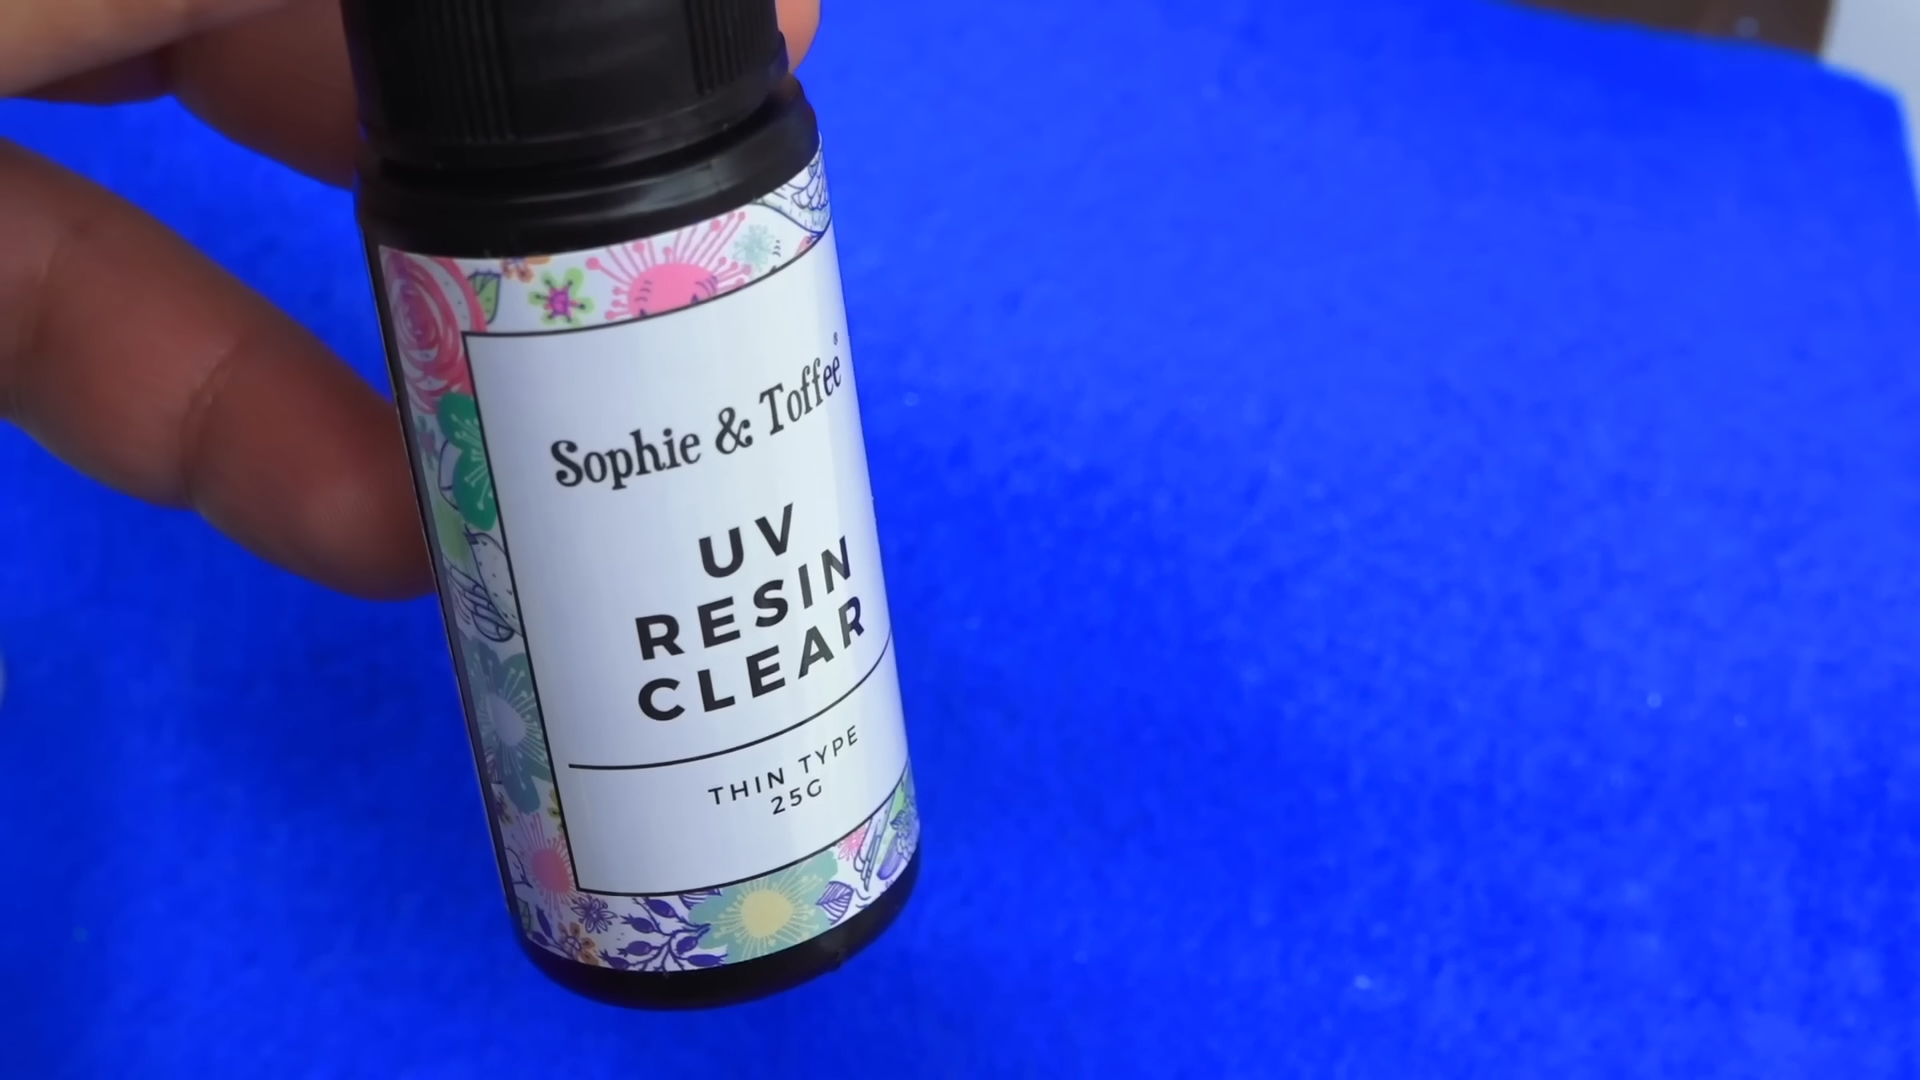 Sophie & Toffee®
UV
RESIN
CLEAR
THIN TYPE
25G